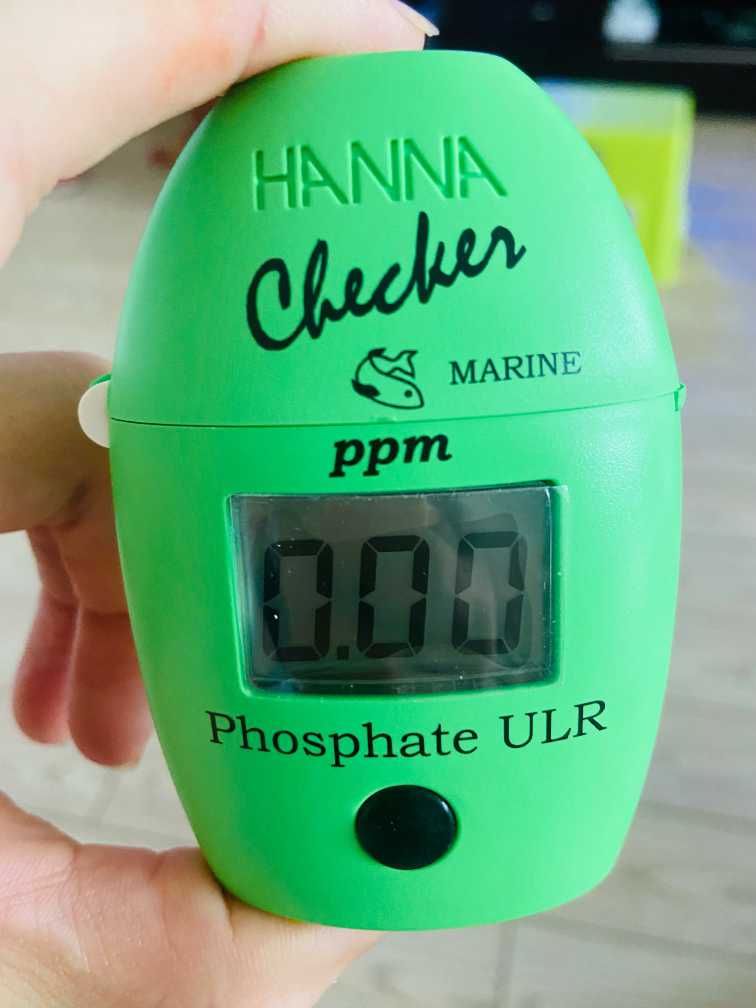 HANNA
Checker
MARINE
ppm
0.00
Phosphate ULR